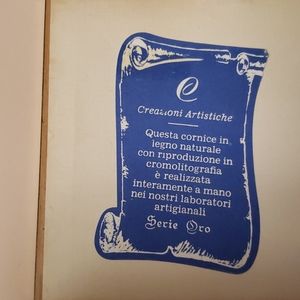 C
Creazioni Artistiche
Questa cornice in
legno naturale
con riproduzione in
cromolitografia
è realizzata
interamente a mano
nei nostri laboratori
artigianali
Serie Oro